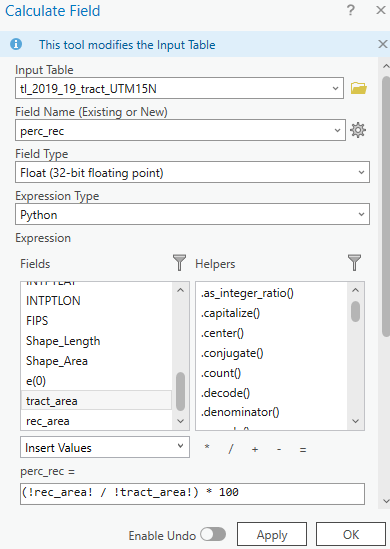 Calculate Field ? ×
This tool modifies the Input Table ×
Input Table
tl_2019_19_tract_UTM15N
Field Name (Existing or New)
perc_rec
Field Type
Float (32-bit floating point)
Expression Type
Python
Expression
Fields Helpers
INTPTLAT .as_integer_ratio()
INTPTLON .capitalize()
FIPS .center()
Shape_Length .conjugate()
Shape_Area .count()
e(0) .decode()
tract_area .denominator()
rec_area
Insert Values * / + - =
perc_rec =
(!rec_area! / !tract_area!) * 100
Enable Undo Apply OK